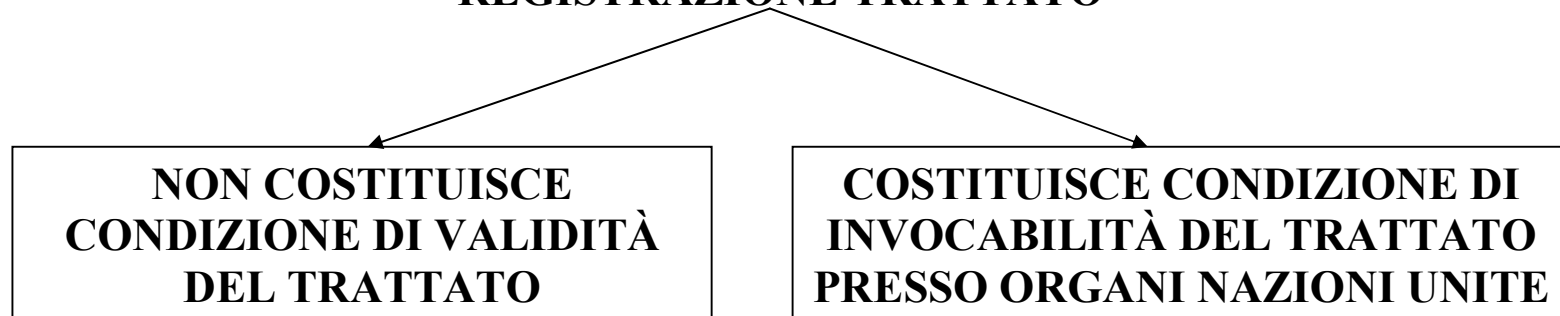 REGISTRAZIONE TRATTATO
NON COSTITUISCE
CONDIZIONE DI VALIDITÀ
DEL TRATTATO
COSTITUISCE CONDIZIONE DI
INVOCABILITÀ DEL TRATTATO
PRESSO ORGANI NAZIONI UNITE